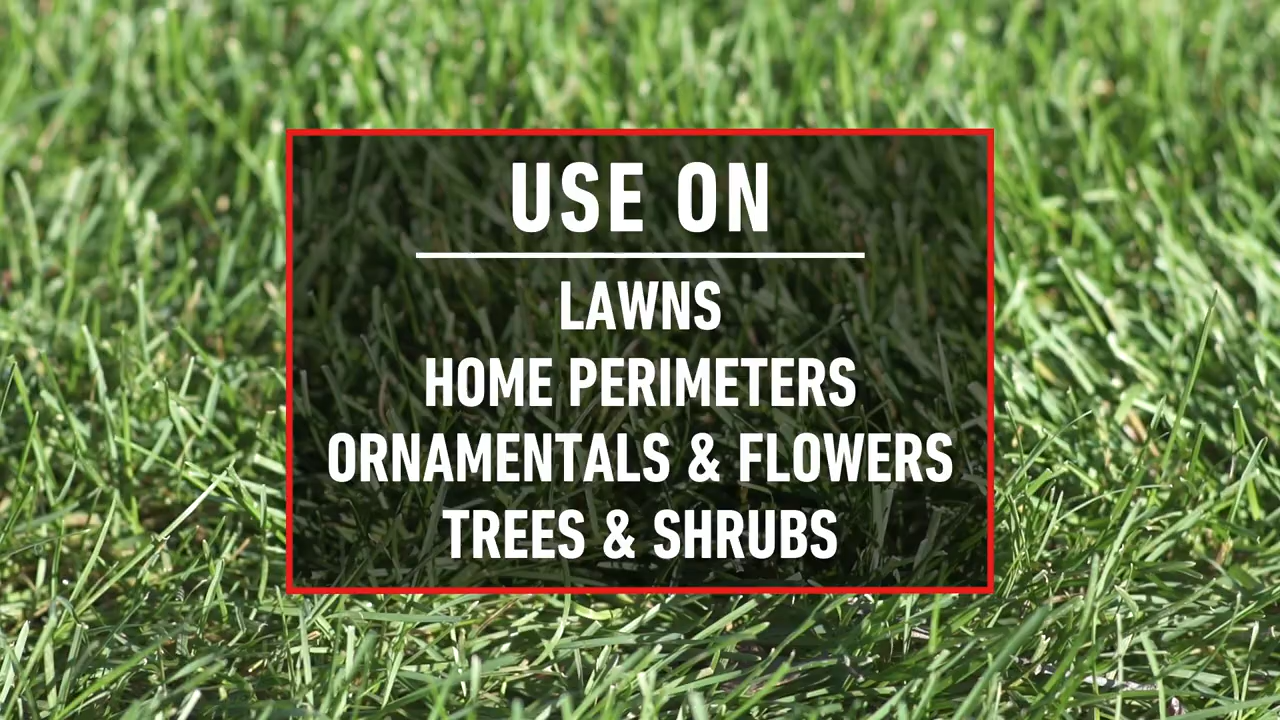 USE ON
LAWNS
HOME PERIMETERS
ORNAMENTALS & FLOWERS
TREES & SHRUBS